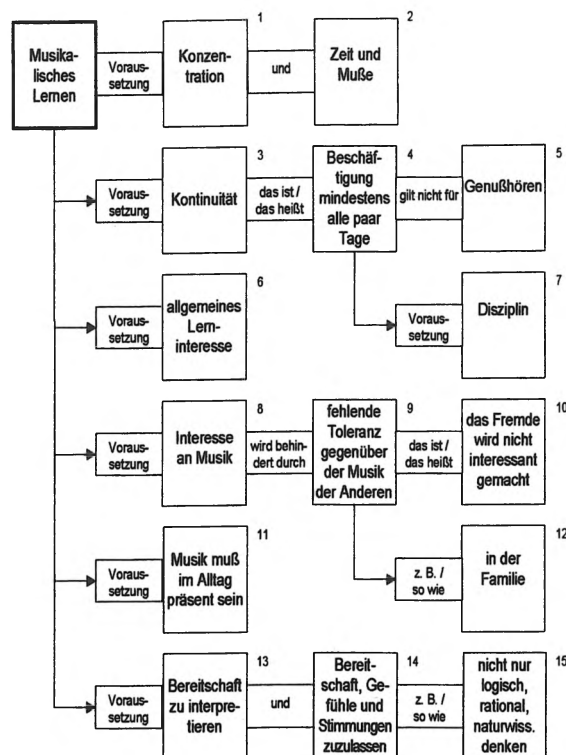 1
2
Musika-
lisches
Lernen
Voraus-
setzung
Konzen-
tration
und
Zeit und
Muße
3
4
5
Voraus-
setzung
Kontinuität
das ist /
das heißt
Beschäf-
tigung
mindestens
alle paar
Tage
gilt nicht für
Genußhören
6
7
Voraus-
setzung
allgemeines
Lern-
interesse
Voraus-
setzung
Disziplin
8
9
10
Voraus-
setzung
Interesse
an Musik
wird behin-
dert durch
fehlende
Toleranz
gegenüber
der Musik
der Anderen
das ist /
das heißt
das Fremde
wird nicht
interessant
gemacht
11
12
Voraus-
setzung
Musik muß
im Alltag
präsent sein
z. B. /
so wie
in der
Familie
13
14
15
Voraus-
setzung
Bereitschaft
zu interpre-
tieren
und
Bereit-
schaft, Ge-
fühle und
Stimmungen
zuzulassen
z. B. /
so wie
nicht nur
logisch,
rational,
naturwiss.
denken